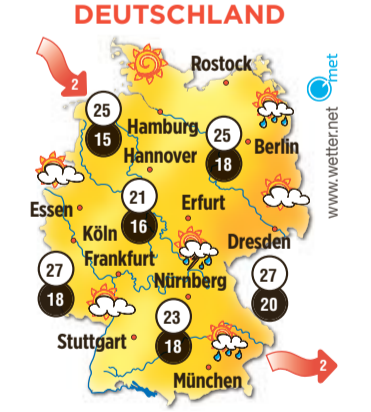 DEUTSCHLAND
Rostock
met
2
25
15
Hamburg
25
18
Berlin
Hannover
www.wetter.net
21
16
Essen
Erfurt
Köln
Dresden
Frankfurt
27
18
27
20
Nürnberg
23
18
Stuttgart
2
München